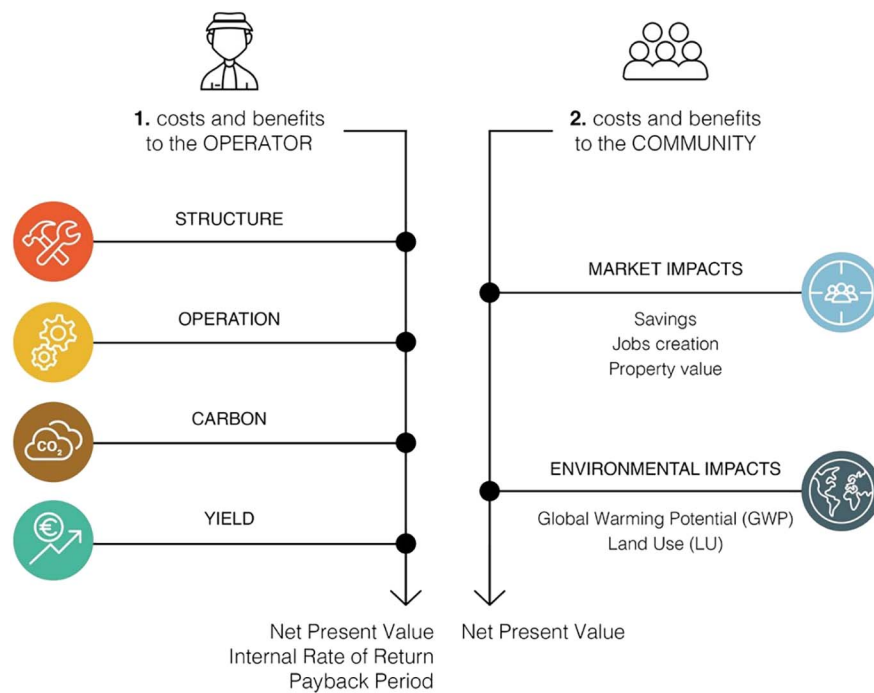 1. costs and benefits
to the OPERATOR
STRUCTURE
OPERATION
CARBON
CO₂
YIELD
€
Net Present Value
Internal Rate of Return
Payback Period
2. costs and benefits
to the COMMUNITY
MARKET IMPACTS
Savings
Jobs creation
Property value
ENVIRONMENTAL IMPACTS
Global Warming Potential (GWP)
Land Use (LU)
Net Present Value